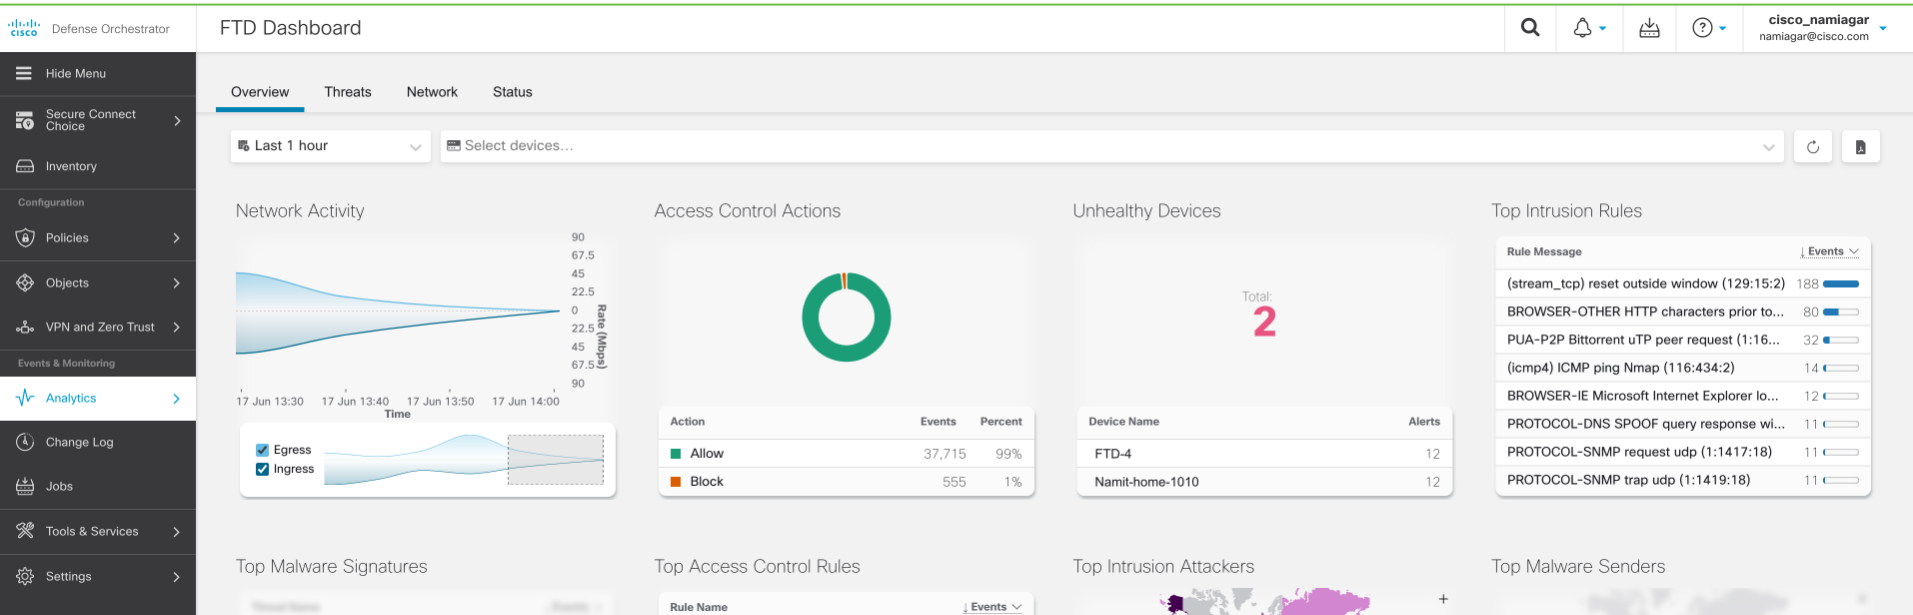 CISCO
Defense Orchestrator
FTD Dashboard
cisco_namiagar
namiagar@cisco.com
Hide Menu
Secure Connect
Choice
Inventory
Configuration
Policies
Objects
VPN and Zero Trust
Events & Monitoring
Analytics
Change Log
Jobs
Tools & Services
Settings
Overview Threats Network Status
Last 1 hour
Select devices...
Network Activity
90
67.5
45
22.5
0
22.5
45
67.5
90
Rate (Mbps)
17 Jun 13:30 17 Jun 13:40 17 Jun 13:50 17 Jun 14:00
Time
Egress
Ingress
Access Control Actions
Action Events Percent
Allow 37,715 99%
Block 555 1%
Unhealthy Devices
Total:
2
Device Name Alerts
FTD-4 12
Namit-home-1010 12
Top Intrusion Rules
Rule Message ↓ Events
(stream_tcp) reset outside window (129:15:2) 188
BROWSER-OTHER HTTP characters prior to... 80
PUA-P2P Bittorrent uTP peer request (1:16... 32
(icmp4) ICMP ping Nmap (116:434:2) 14
BROWSER-IE Microsoft Internet Explorer lo... 12
PROTOCOL-DNS SPOOF query response wi... 11
PROTOCOL-SNMP request udp (1:1417:18) 11
PROTOCOL-SNMP trap udp (1:1419:18) 11
Top Malware Signatures
Top Access Control Rules
Rule Name ↓ Events
Top Intrusion Attackers
+
Top Malware Senders